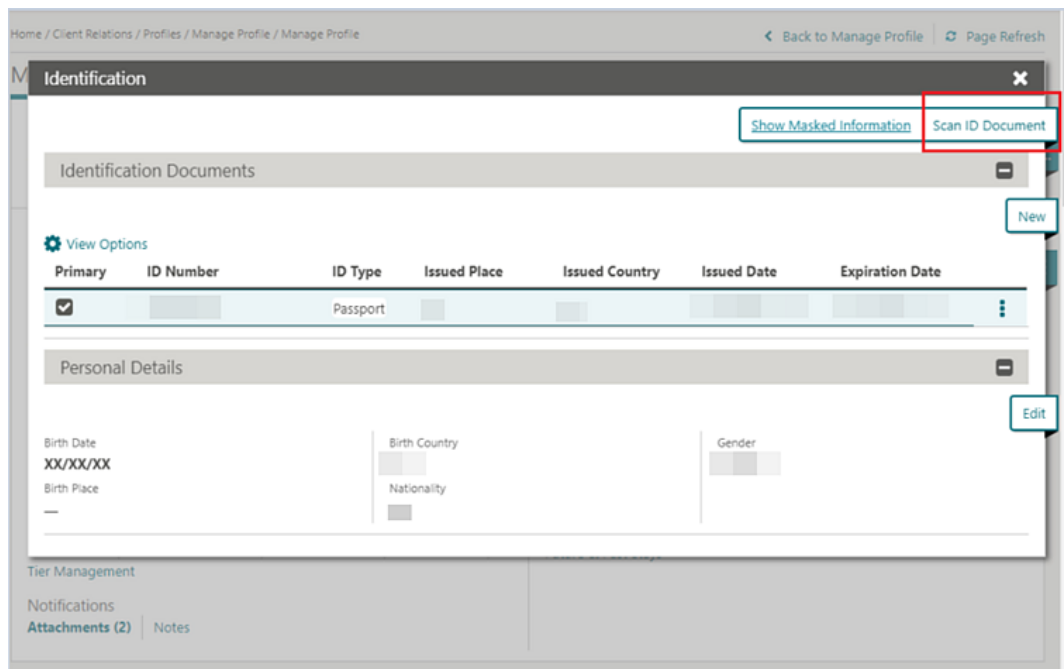 Home / Client Relations / Profiles / Manage Profile / Manage Profile
Back to Manage Profile
Page Refresh
M
Identification
Show Masked Information
Scan ID Document
Identification Documents
New
View Options
Primary ID Number ID Type Issued Place Issued Country Issued Date Expiration Date
Passport
Personal Details
Edit
Birth Date Birth Country Gender
XX/XX/XX
Birth Place Nationality
—
Tier Management
Notifications
Attachments (2) Notes